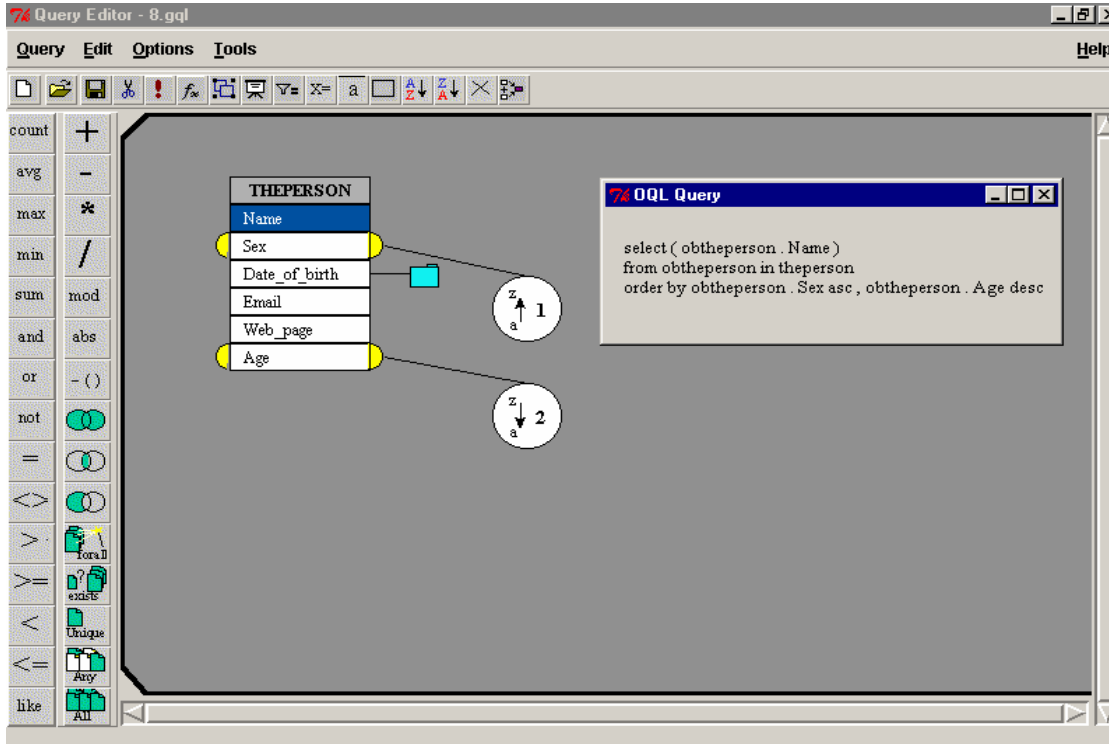 Query Editor - 8.gql
Query Edit Options Tools Help
fx ▽= X= a A Z Z A
count
avg
max
min
sum
and
or
not
=
<>
>
>=
<
<=
like
+
-
*
/
mod
abs
- ( )
forall
exists
Unique
Any
All
THEPERSON
Name
Sex
Date_of_birth
Email
Web_page
Age
z a 1
z a 2
OQL Query
select ( obtheperson . Name )
from obtheperson in theperson
order by obtheperson . Sex asc , obtheperson . Age desc